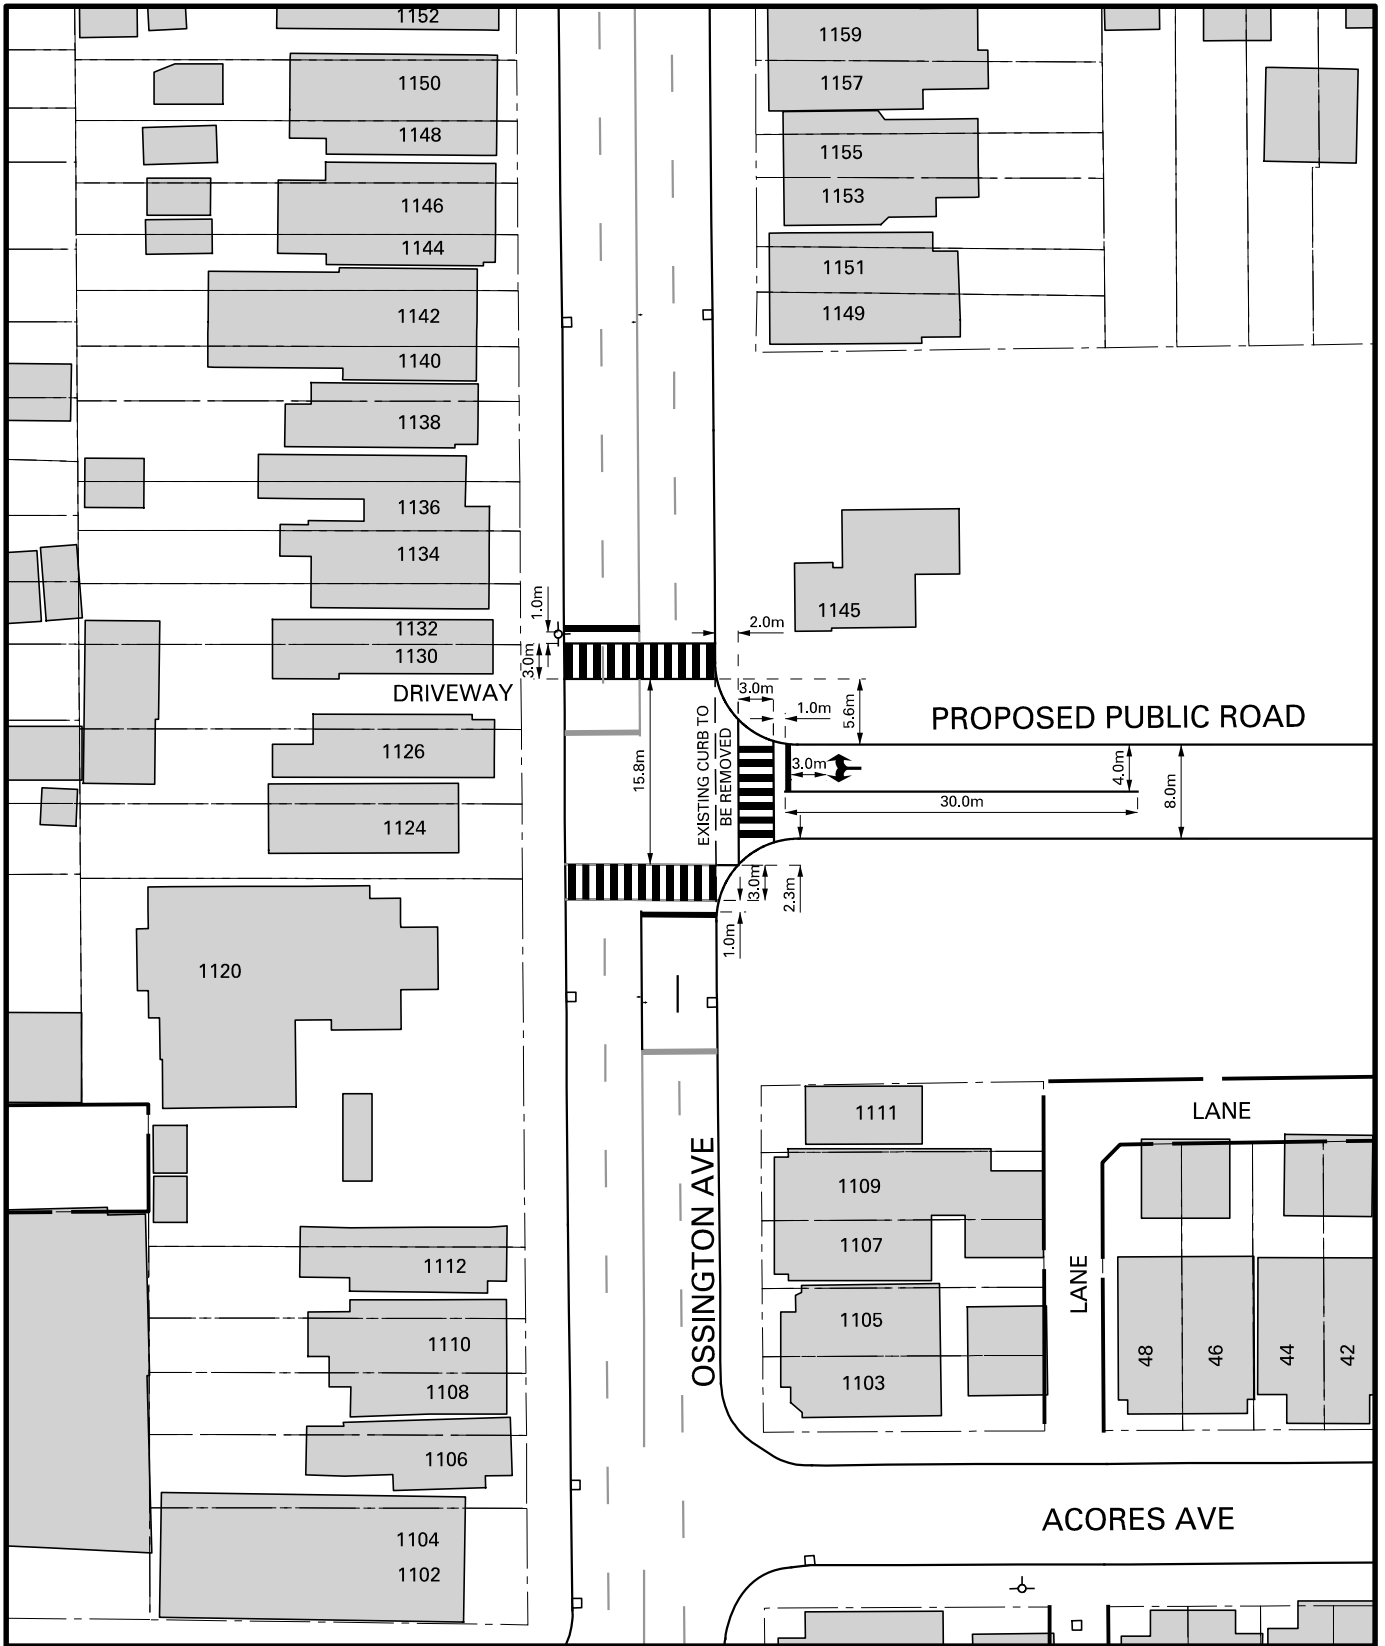 1152
1150
1148
1146
1144
1142
1140
1138
1136
1134
1132
1130
DRIVEWAY
1126
1124
1120
1112
1110
1108
1106
1104
1102
1159
1157
1155
1153
1151
1149
1145
1.0m
3.0m
2.0m
3.0m
1.0m
5.6m
PROPOSED PUBLIC ROAD
15.8m
EXISTING CURB TO
BE REMOVED
3.0m
4.0m
8.0m
30.0m
3.0m
2.3m
1.0m
OSSINGTON AVE
1111
1109
1107
1105
1103
LANE
LANE
48
46
44
42
ACORES AVE